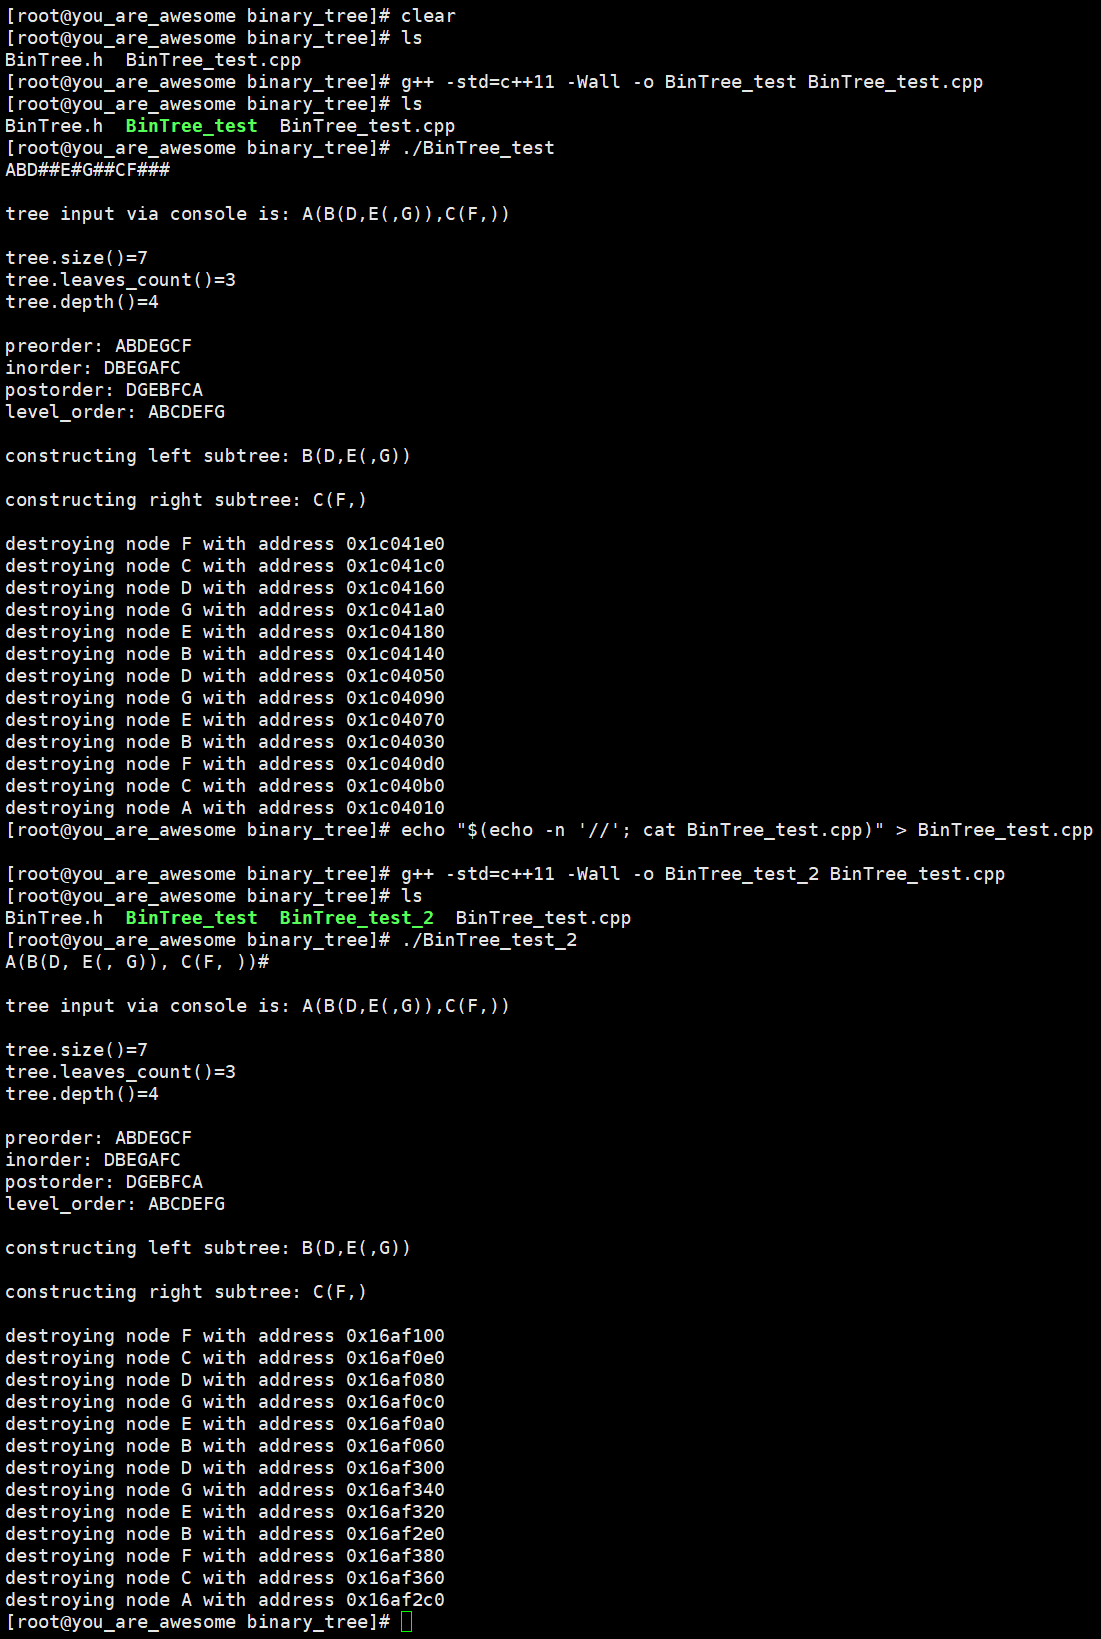 [root@you_are_awesome binary_tree]# clear
[root@you_are_awesome binary_tree]# ls
BinTree.h  BinTree_test.cpp
[root@you_are_awesome binary_tree]# g++ -std=c++11 -Wall -o BinTree_test BinTree_test.cpp
[root@you_are_awesome binary_tree]# ls
BinTree.h  BinTree_test  BinTree_test.cpp
[root@you_are_awesome binary_tree]# ./BinTree_test
ABD##E#G##CF###

tree input via console is: A(B(D,E(,G)),C(F,))

tree.size()=7
tree.leaves_count()=3
tree.depth()=4

preorder: ABDEGCF
inorder: DBEGAFC
postorder: DGEBFCA
level_order: ABCDEFG

constructing left subtree: B(D,E(,G))

constructing right subtree: C(F,)

destroying node F with address 0x1c041e0
destroying node C with address 0x1c041c0
destroying node D with address 0x1c04160
destroying node G with address 0x1c041a0
destroying node E with address 0x1c04180
destroying node B with address 0x1c04140
destroying node D with address 0x1c04050
destroying node G with address 0x1c04090
destroying node E with address 0x1c04070
destroying node B with address 0x1c04030
destroying node F with address 0x1c040d0
destroying node C with address 0x1c040b0
destroying node A with address 0x1c04010
[root@you_are_awesome binary_tree]# echo "$(echo -n '//'; cat BinTree_test.cpp)" > BinTree_test.cpp

[root@you_are_awesome binary_tree]# g++ -std=c++11 -Wall -o BinTree_test_2 BinTree_test.cpp
[root@you_are_awesome binary_tree]# ls
BinTree.h  BinTree_test  BinTree_test_2  BinTree_test.cpp
[root@you_are_awesome binary_tree]# ./BinTree_test_2
A(B(D, E(, G)), C(F, ))#

tree input via console is: A(B(D,E(,G)),C(F,))

tree.size()=7
tree.leaves_count()=3
tree.depth()=4

preorder: ABDEGCF
inorder: DBEGAFC
postorder: DGEBFCA
level_order: ABCDEFG

constructing left subtree: B(D,E(,G))

constructing right subtree: C(F,)

destroying node F with address 0x16af100
destroying node C with address 0x16af0e0
destroying node D with address 0x16af080
destroying node G with address 0x16af0c0
destroying node E with address 0x16af0a0
destroying node B with address 0x16af060
destroying node D with address 0x16af300
destroying node G with address 0x16af340
destroying node E with address 0x16af320
destroying node B with address 0x16af2e0
destroying node F with address 0x16af380
destroying node C with address 0x16af360
destroying node A with address 0x16af2c0
[root@you_are_awesome binary_tree]#